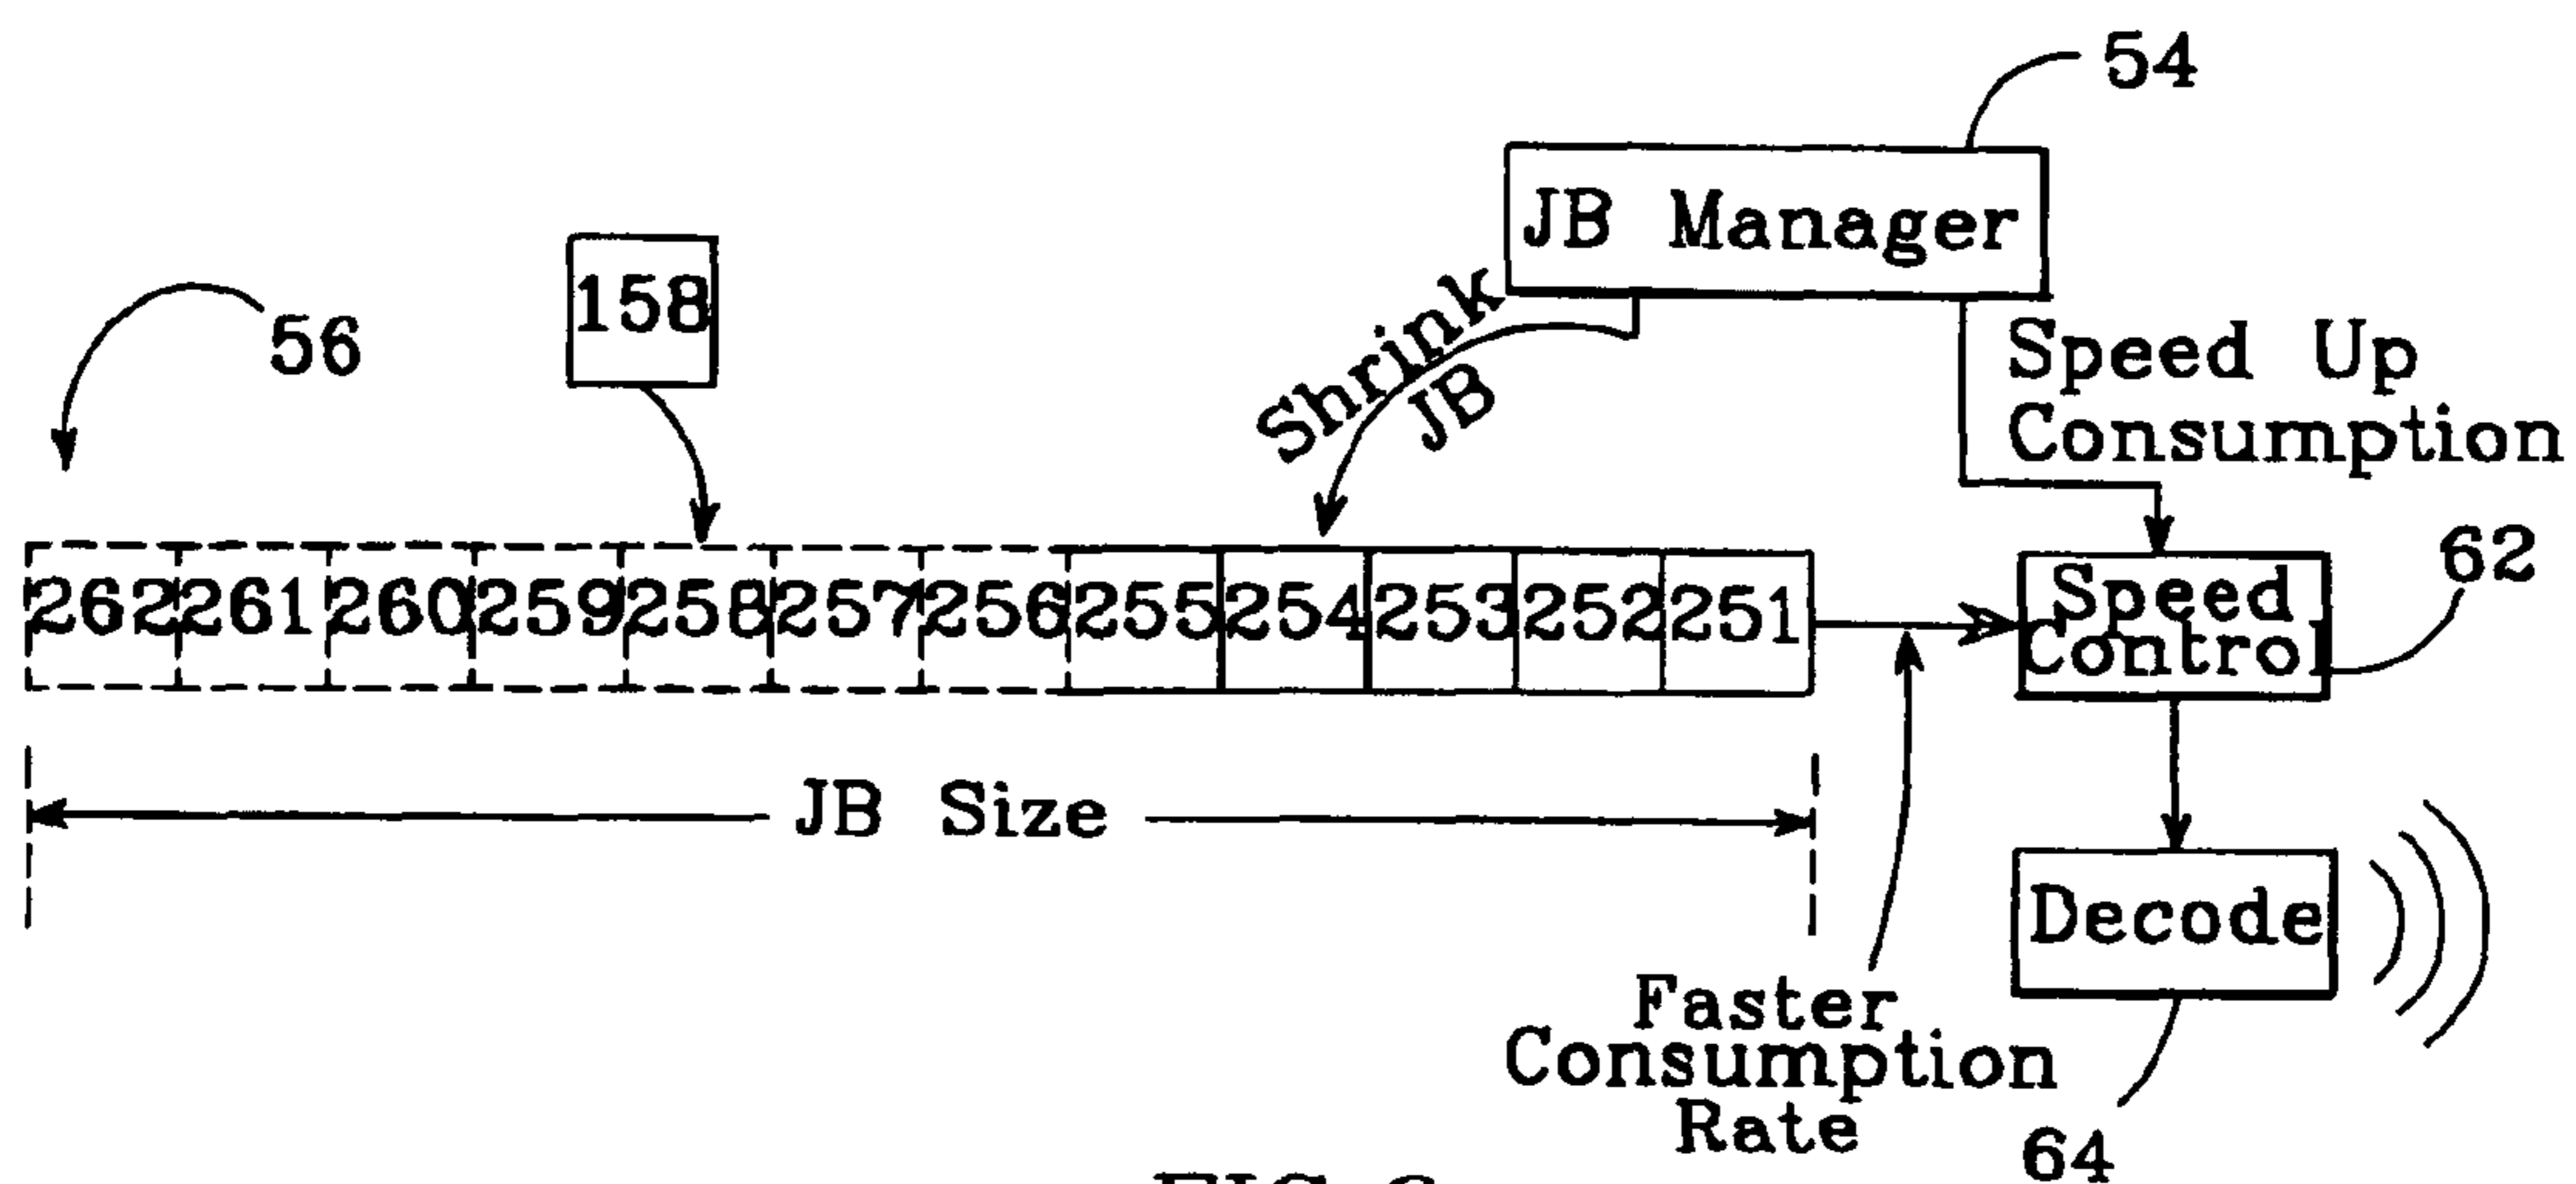 54
JB Manager
158
56
Shrink
JB
Speed Up
Consumption
262 261 260 259 258 257 256 255 254 253 252 251
Speed
Control
62
JB Size
Decode
Faster
Consumption
Rate
64